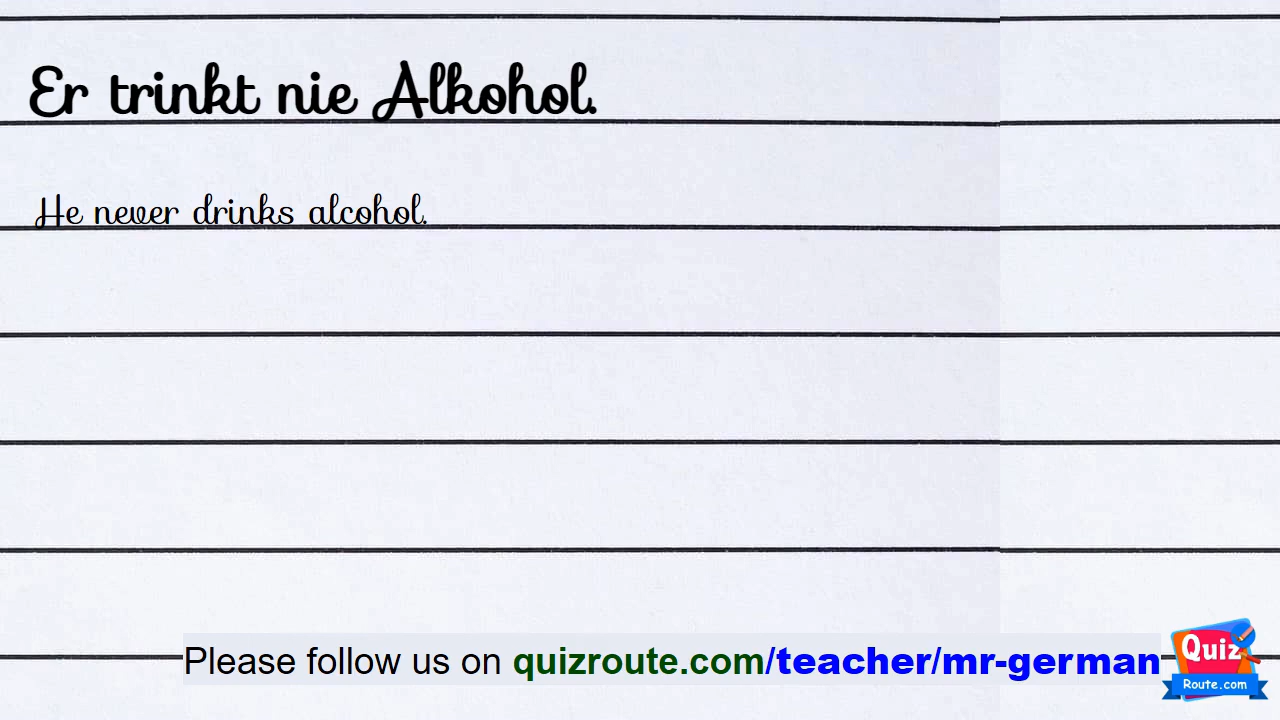 Er trinkt nie Alkohol.
He never drinks alcohol.
Please follow us on quizroute.com/teacher/mr-german
Quiz
Route.com